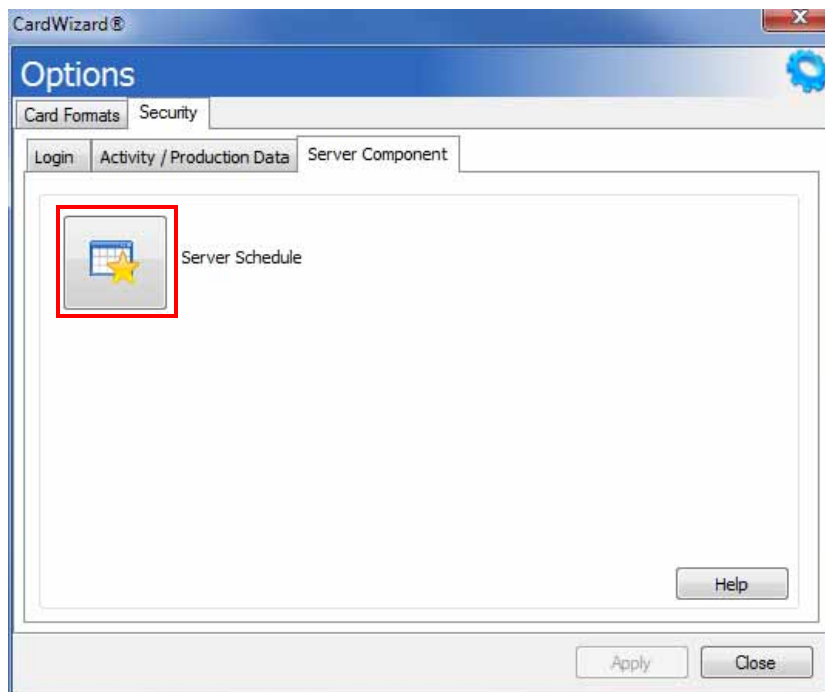 CardWizard®
Options
Card Formats Security
Login Activity / Production Data Server Component
Server Schedule
Help
Apply Close